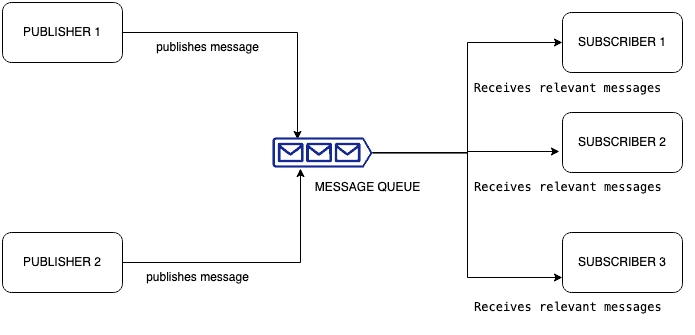 PUBLISHER 1
publishes message
SUBSCRIBER 1
Receives relevant messages
SUBSCRIBER 2
MESSAGE QUEUE
Receives relevant messages
PUBLISHER 2
publishes message
SUBSCRIBER 3
Receives relevant messages